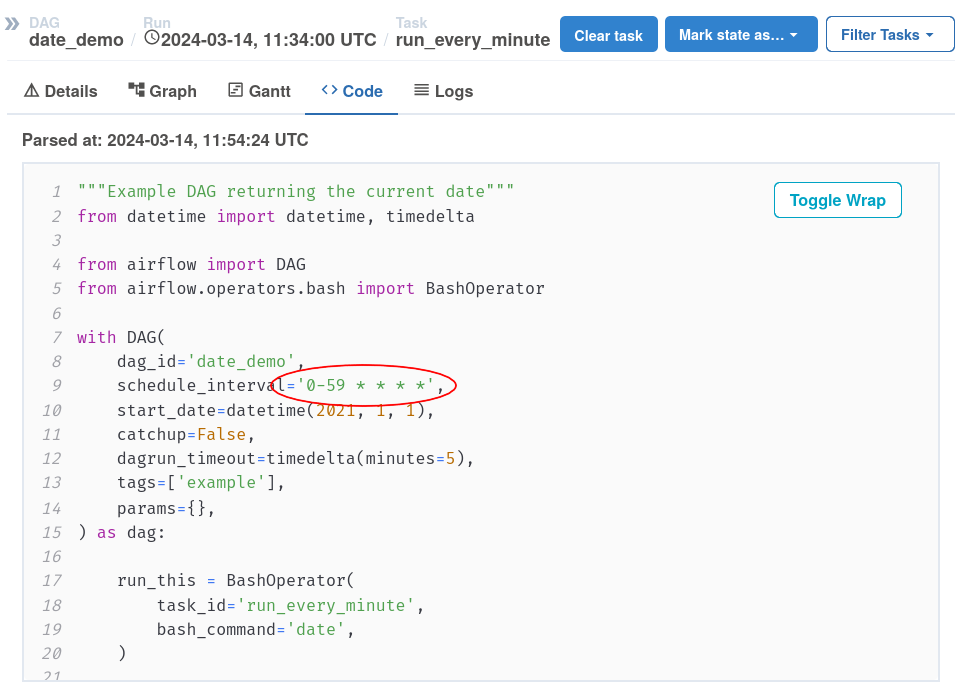 DAG Run Task
date_demo / 2024-03-14, 11:34:00 UTC / run_every_minute Clear task Mark state as... Filter Tasks
Details Graph Gantt Code Logs
Parsed at: 2024-03-14, 11:54:24 UTC
Toggle Wrap
1 """Example DAG returning the current date"""
2 from datetime import datetime, timedelta
3
4 from airflow import DAG
5 from airflow.operators.bash import BashOperator
6
7 with DAG(
8     dag_id='date_demo',
9     schedule_interval='0-59 * * * *',
10     start_date=datetime(2021, 1, 1),
11     catchup=False,
12     dagrun_timeout=timedelta(minutes=5),
13     tags=['example'],
14     params={},
15 ) as dag:
16
17     run_this = BashOperator(
18         task_id='run_every_minute',
19         bash_command='date',
20     )
21